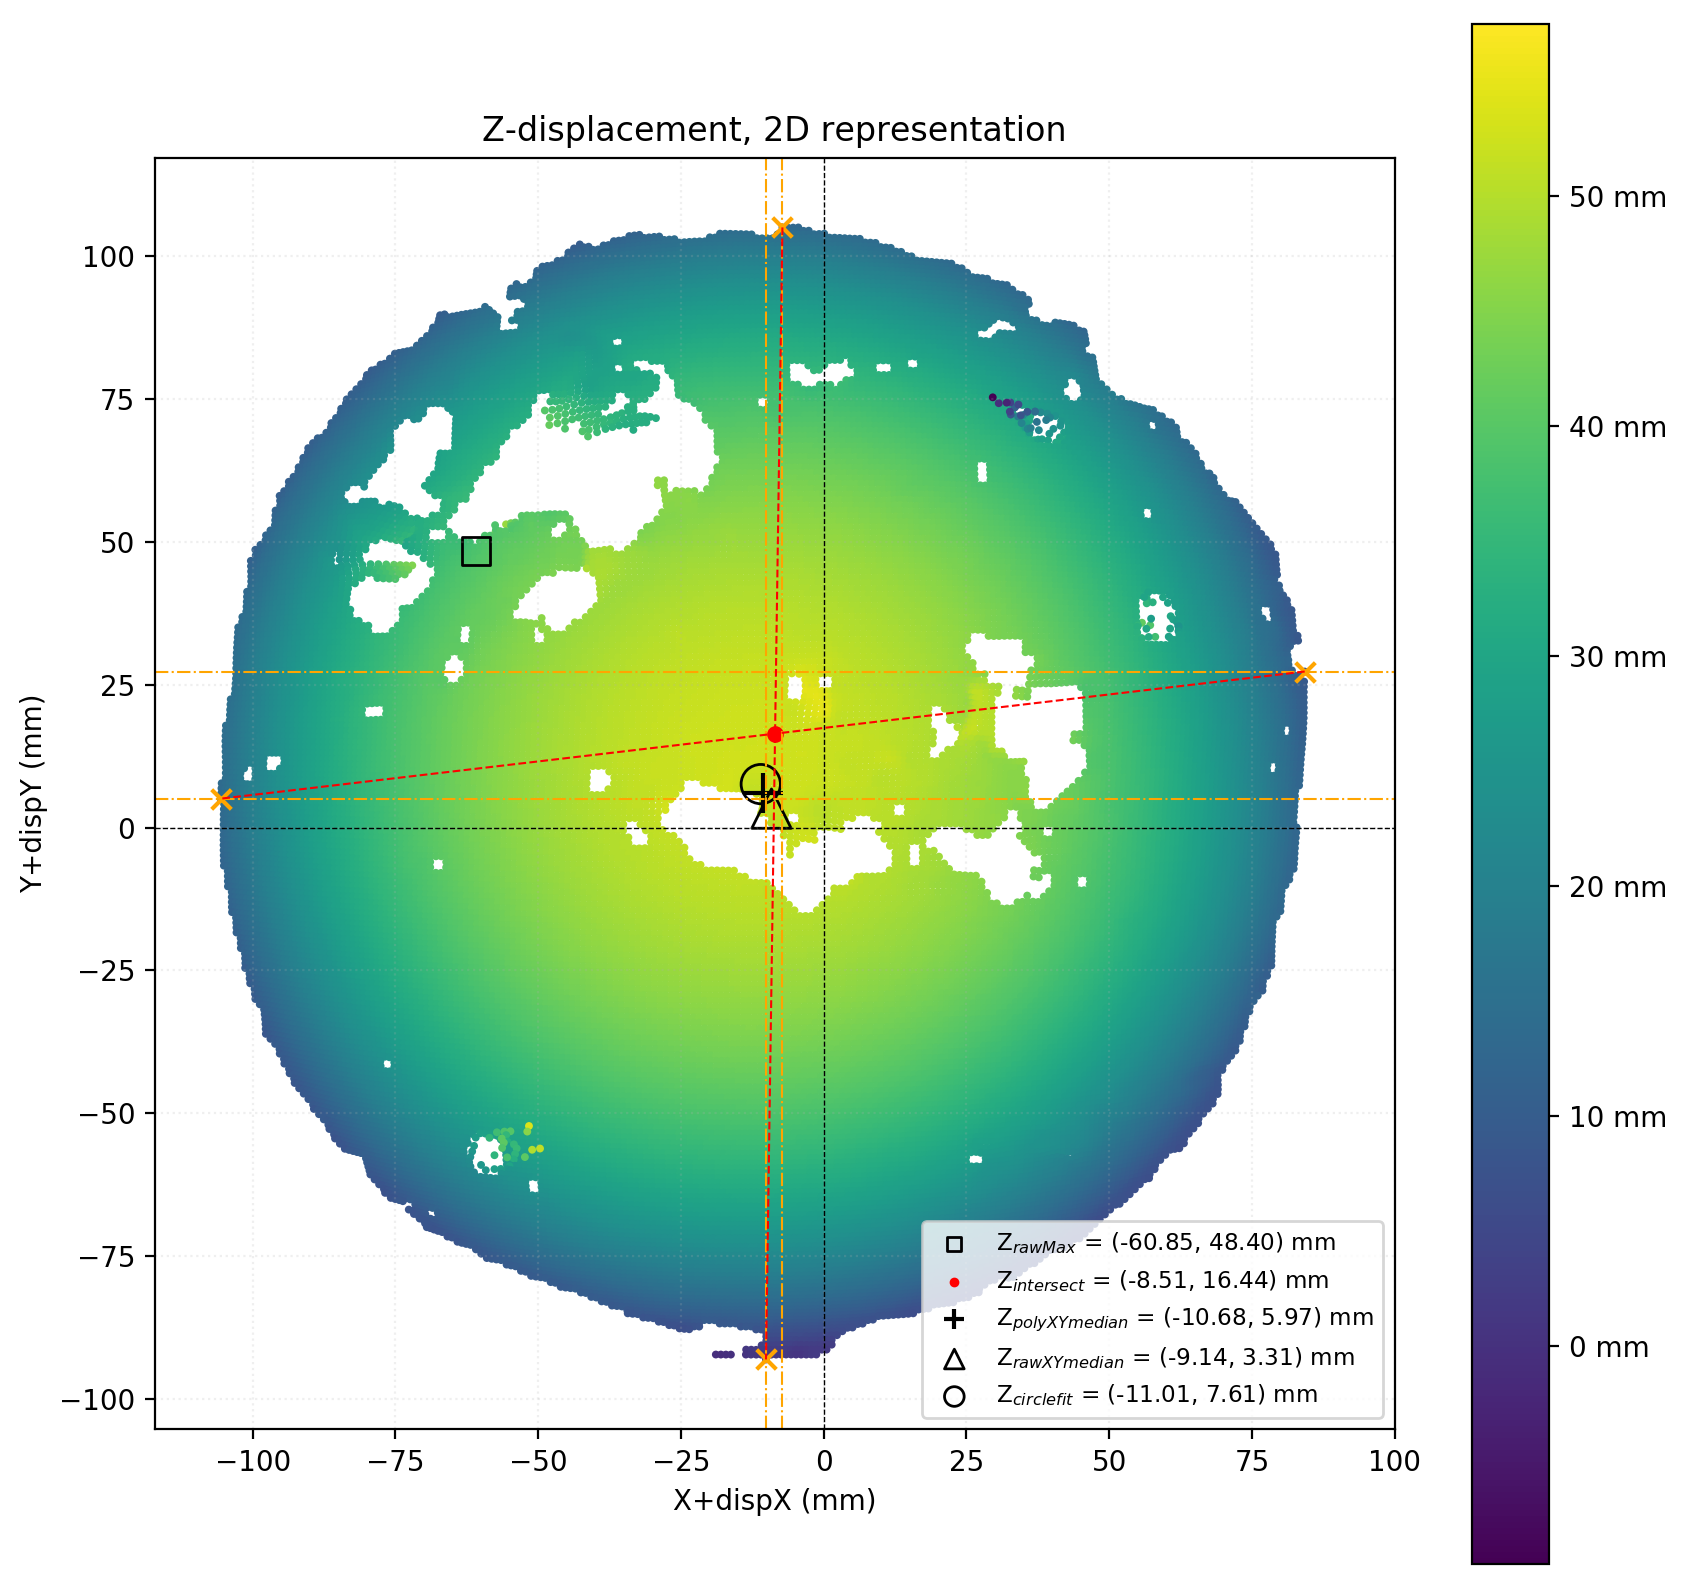 Z-displacement, 2D representation
50 mm
40 mm
30 mm
20 mm
10 mm
0 mm
100
75
50
25
0
−25
−50
−75
−100
Y+dispY (mm)
−100 −75 −50 −25 0 25 50 75 100
X+dispX (mm)
Z_rawMax = (-60.85, 48.40) mm
Z_intersect = (-8.51, 16.44) mm
Z_polyXYmedian = (-10.68, 5.97) mm
Z_rawXYmedian = (-9.14, 3.31) mm
Z_circlefit = (-11.01, 7.61) mm